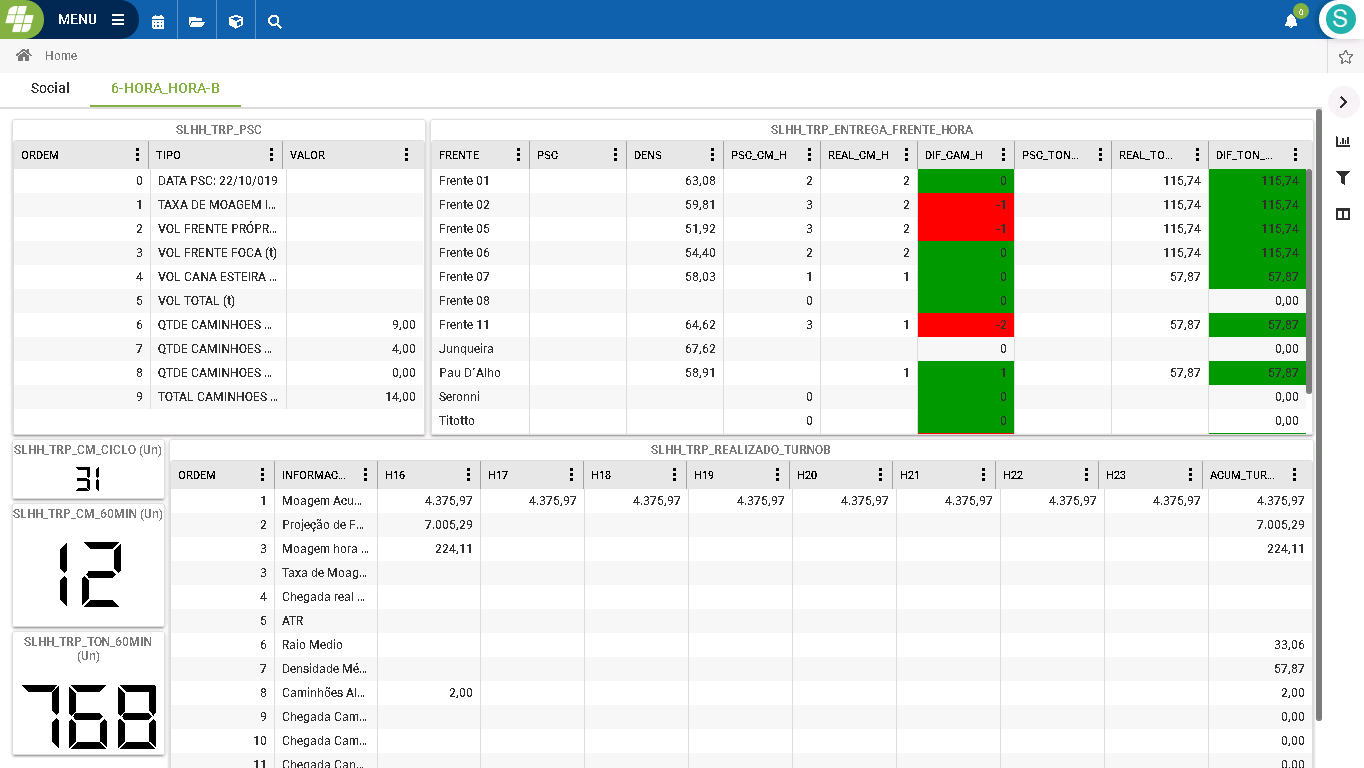 MENU
0
S
Home
Social 6-HORA_HORA-B
SLHH_TRP_PSC
ORDEM TIPO VALOR
0 DATA PSC: 22/10/019
1 TAXA DE MOAGEM I...
2 VOL FRENTE PRÓPR...
3 VOL FRENTE FOCA (t)
4 VOL CANA ESTEIRA ...
5 VOL TOTAL (t)
6 QTDE CAMINHOES ... 9,00
7 QTDE CAMINHOES ... 4,00
8 QTDE CAMINHOES ... 0,00
9 TOTAL CAMINHOES ... 14,00
SLHH_TRP_ENTREGA_FRENTE_HORA
FRENTE PSC DENS PSC_CM_H REAL_CM_H DIF_CAM_H PSC_TON... REAL_TO... DIF_TON_...
Frente 01 63,08 2 2 0 115,74 115,74
Frente 02 59,81 3 2 -1 115,74 115,74
Frente 05 51,92 3 2 -1 115,74 115,74
Frente 06 54,40 2 2 0 115,74 115,74
Frente 07 58,03 1 1 0 57,87 57,87
Frente 08 0 0 0,00
Frente 11 64,62 3 1 -2 57,87 57,87
Junqueira 67,62 0 0,00
Pau D´Alho 58,91 1 1 57,87 57,87
Seronni 0 0 0,00
Titotto 0 0 0,00
SLHH_TRP_CM_CICLO (Un)
31
SLHH_TRP_CM_60MIN (Un)
12
SLHH_TRP_TON_60MIN
(Un)
768
SLHH_TRP_REALIZADO_TURNOB
ORDEM INFORMAC... H16 H17 H18 H19 H20 H21 H22 H23 ACUM_TUR...
1 Moagem Acu... 4.375,97 4.375,97 4.375,97 4.375,97 4.375,97 4.375,97 4.375,97 4.375,97 4.375,97
2 Projeção de F... 7.005,29 7.005,29
3 Moagem hora ... 224,11 224,11
3 Taxa de Moag...
4 Chegada real ...
5 ATR
6 Raio Medio 33,06
7 Densidade Mé... 57,87
8 Caminhões Al... 2,00 2,00
9 Chegada Cam... 0,00
10 Chegada Cam... 0,00
11 Chegada Can... 0,00